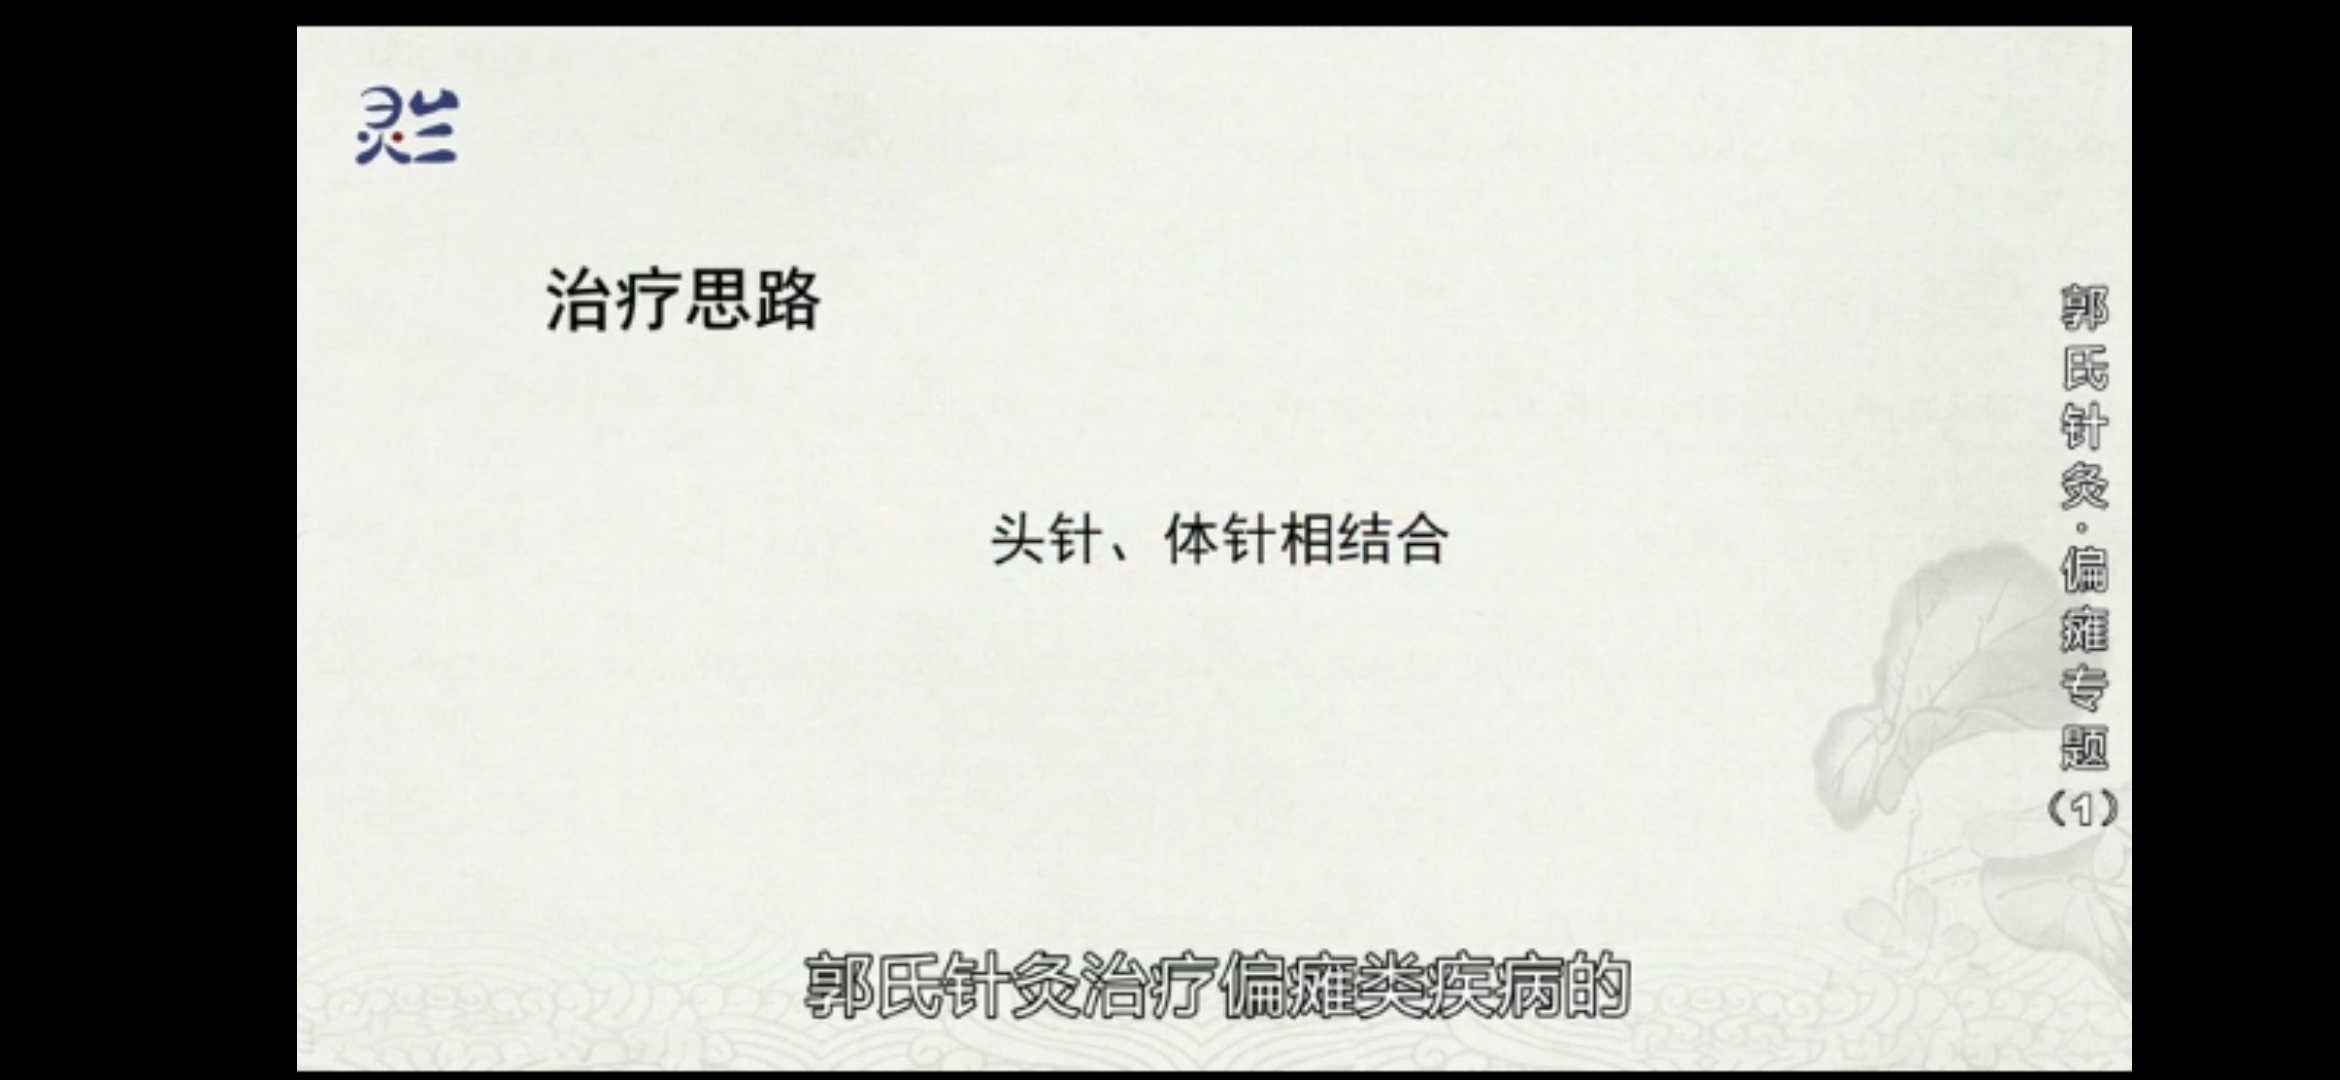 灵兰
治疗思路
头针、体针相结合
郭氏针灸·偏瘫专题(1)
郭氏针灸治疗偏瘫类疾病的